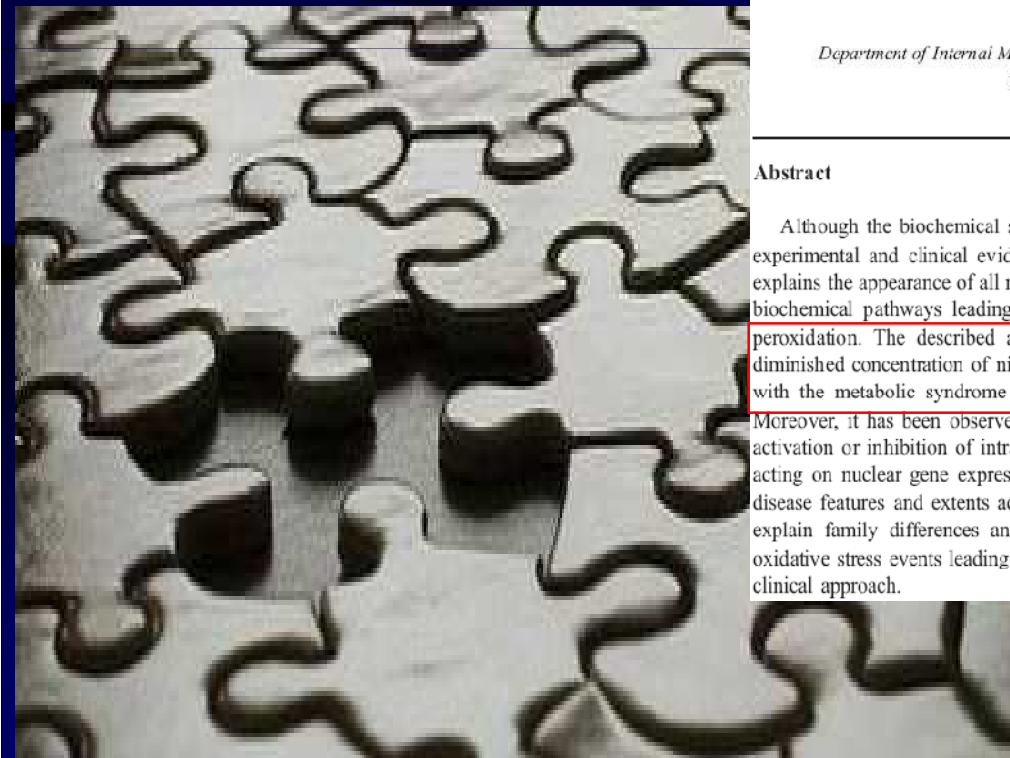 Department of Internal M
Abstract
Although the biochemical s
experimental and clinical evid
explains the appearance of all r
biochemical pathways leading
peroxidation. The described a
diminished concentration of ni
with the metabolic syndrome
Moreover, it has been observe
activation or inhibition of intra
acting on nuclear gene expres
disease features and extents ac
explain family differences an
oxidative stress events leading
clinical approach.